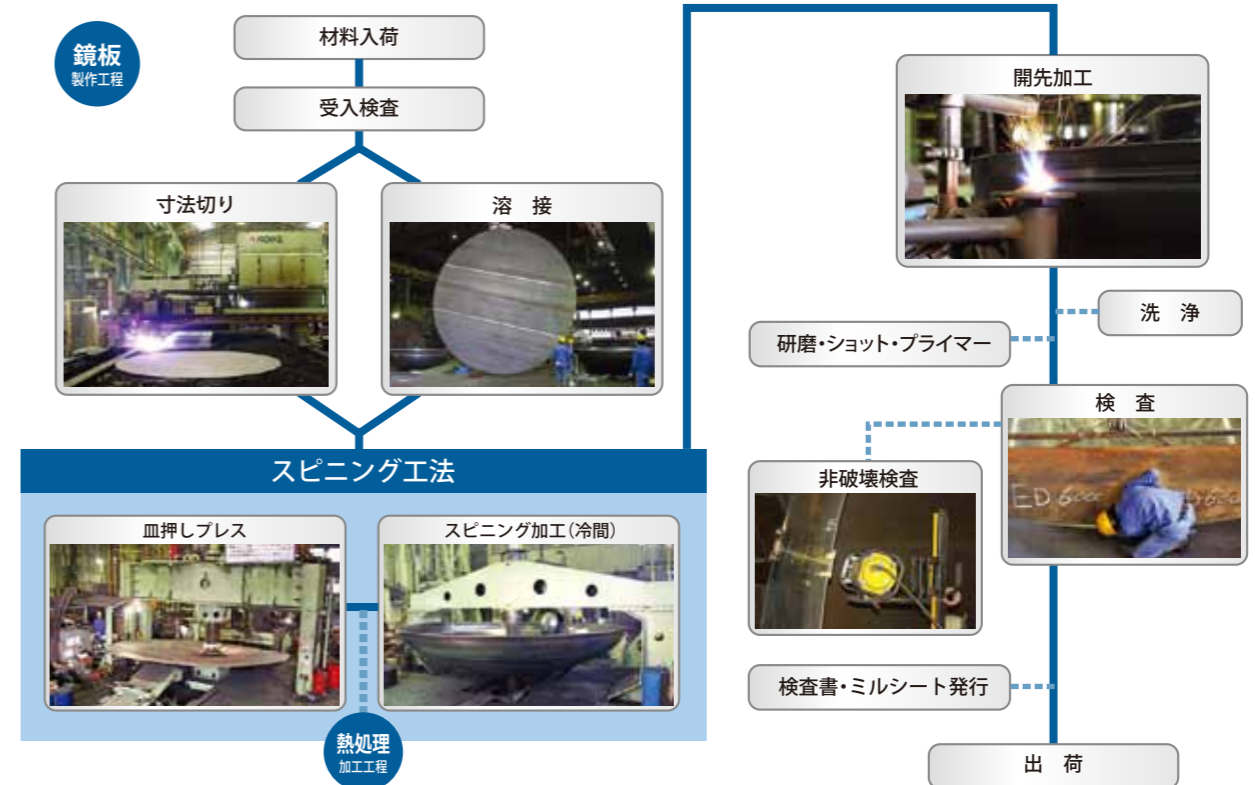 鏡板
製作工程
材料入荷
受入検査
寸法切り
溶 接
スピニング工法
皿押しプレス
スピニング加工(冷間)
熱処理
加工工程
開先加工
洗 浄
研磨・ショット・プライマー
検 査
ED 6000
非破壊検査
検査書・ミルシート発行
出 荷